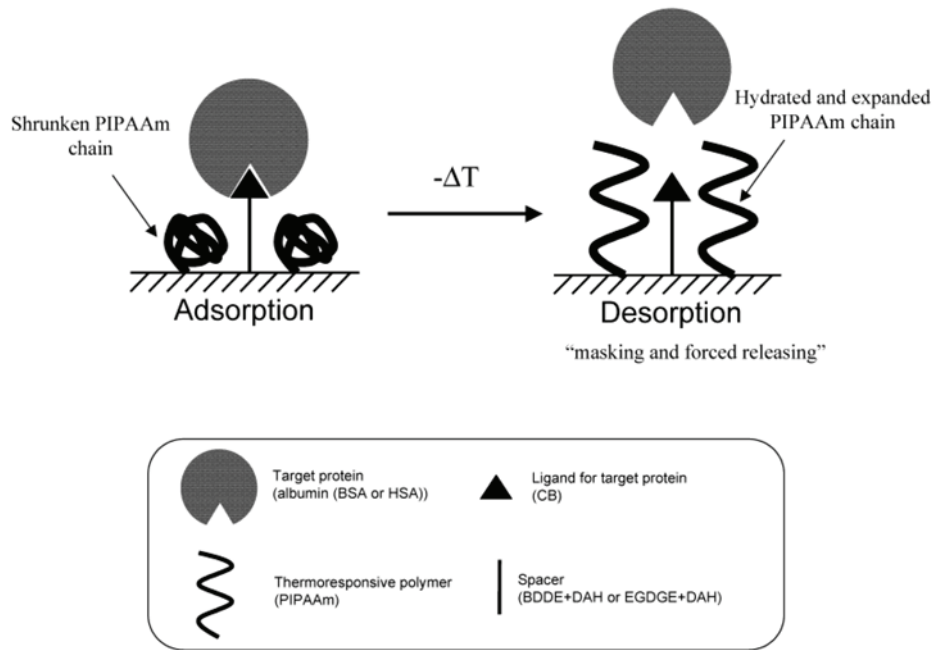 Shrunken PIPAAm
chain
-ΔT
Hydrated and expanded
PIPAAm chain
Adsorption
Desorption
“masking and forced releasing”
Target protein
(albumin (BSA or HSA))
Ligand for target protein
(CB)
Thermoresponsive polymer
(PIPAAm)
Spacer
(BDDE+DAH or EGDGE+DAH)